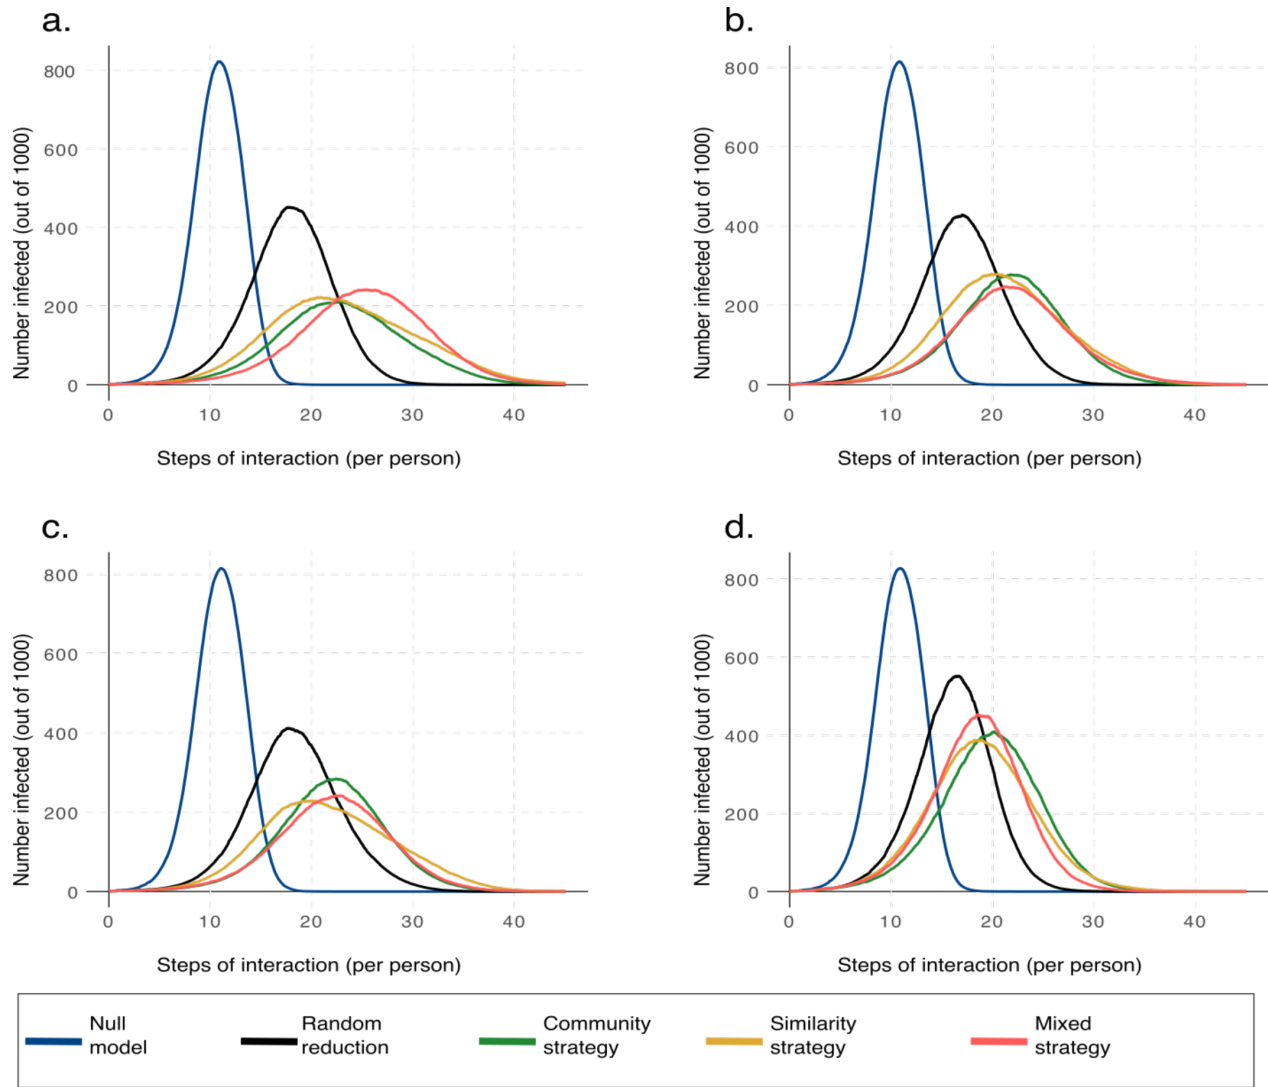 a.
Number infected (out of 1000)
800
600
400
200
0
0 10 20 30 40
Steps of interaction (per person)
b.
Number infected (out of 1000)
800
600
400
200
0
0 10 20 30 40
Steps of interaction (per person)
c.
Number infected (out of 1000)
800
600
400
200
0
0 10 20 30 40
Steps of interaction (per person)
d.
Number infected (out of 1000)
800
600
400
200
0
0 10 20 30 40
Steps of interaction (per person)
Null
model
Random
reduction
Community
strategy
Similarity
strategy
Mixed
strategy